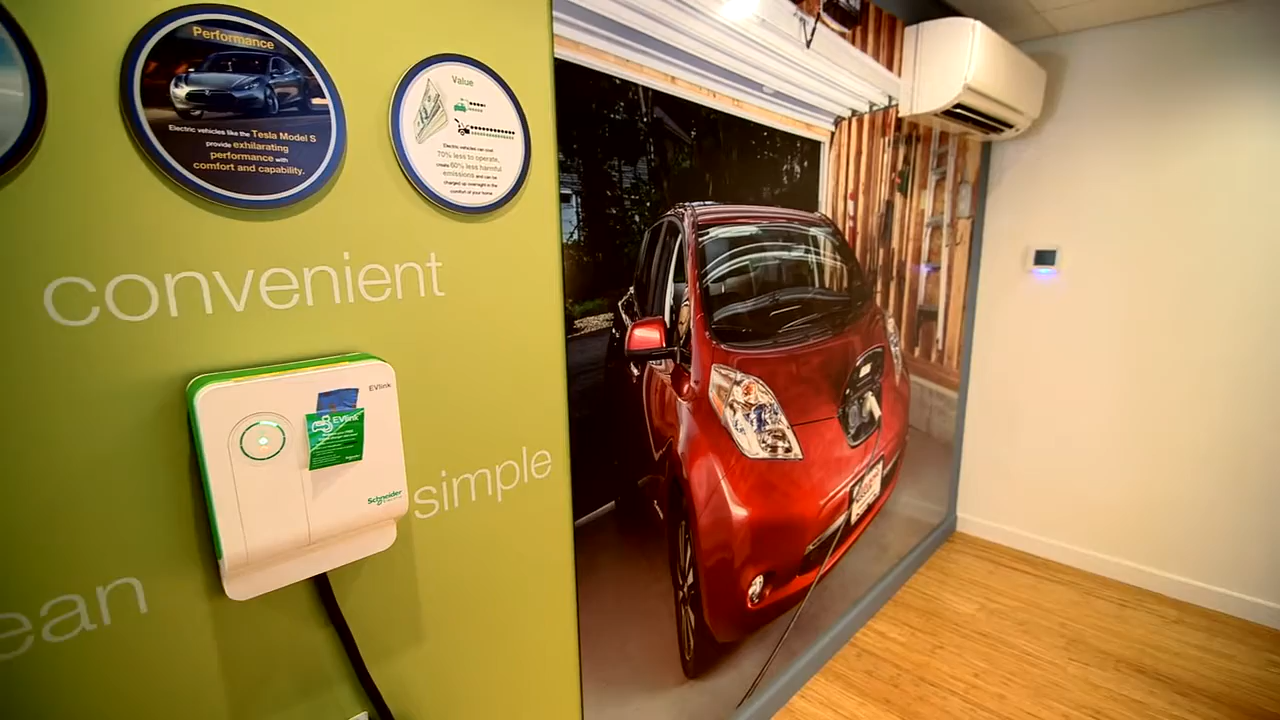 Performance
Electric vehicles like the Tesla Model S
provide exhilarating
performance with
comfort and capability.
Value
Electric vehicles can cost
70% less to operate,
create 60% less harmful
emissions and can be
charged up overnight in the
comfort of your home
convenient
EVlink
EVlink
Schneider
Electric
simple
ean